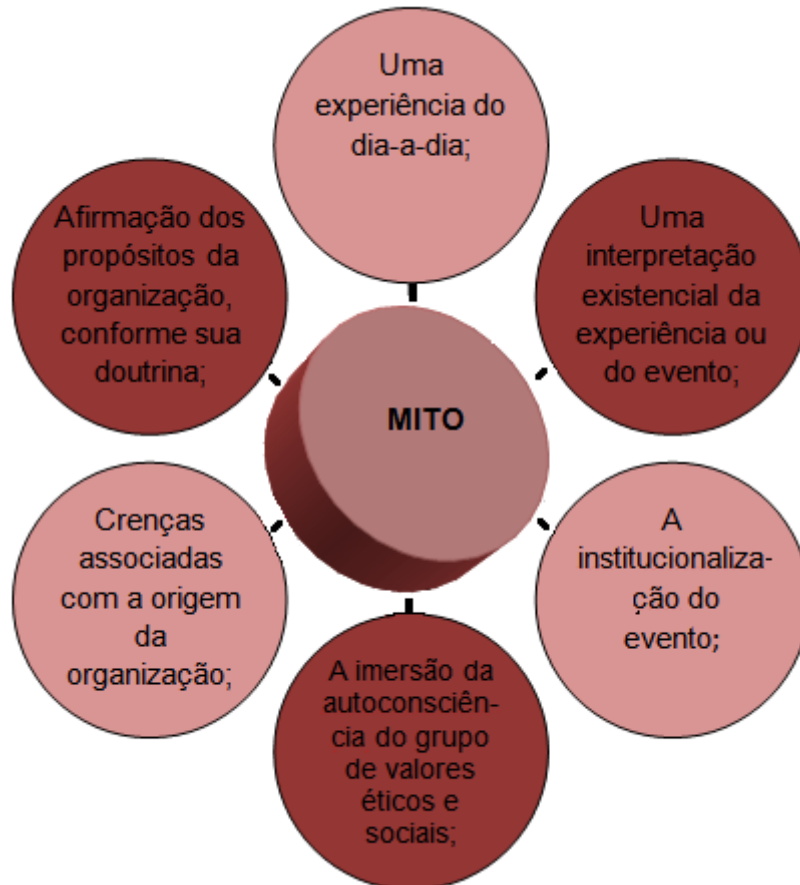 Uma
experiência do
dia-a-dia;
Uma
interpretação
existencial da
experiência ou
do evento;
A
institucionaliza-
ção do
evento;
A imersão da
autoconsciên-
cia do grupo
de valores
éticos e
sociais;
Crenças
associadas
com a origem
da
organização;
Afirmação dos
propósitos da
organização,
conforme sua
doutrina;
MITO